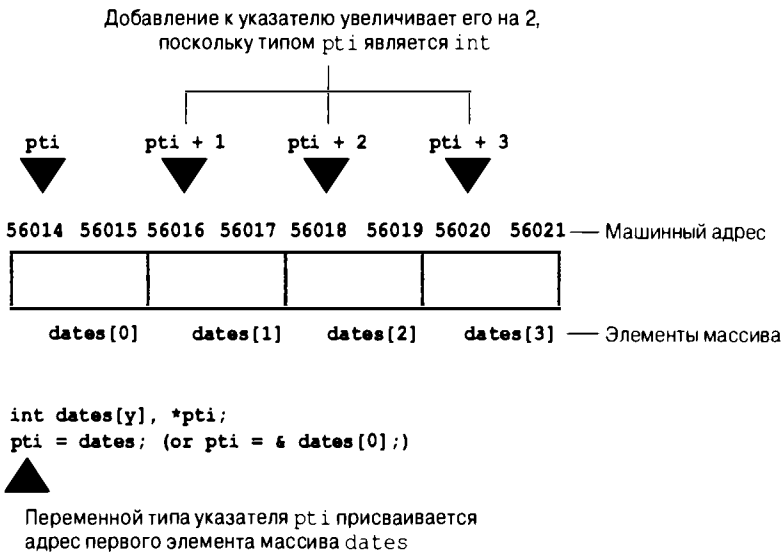 Добавление к указателю увеличивает его на 2,
поскольку типом pti является int
pti pti + 1 pti + 2 pti + 3
56014 56015 56016 56017 56018 56019 56020 56021 — Машинный адрес
dates[0] dates[1] dates[2] dates[3] — Элементы массива
int dates[y], *pti;
pti = dates; (or pti = & dates[0];)
Переменной типа указателя pti присваивается
адрес первого элемента массива dates